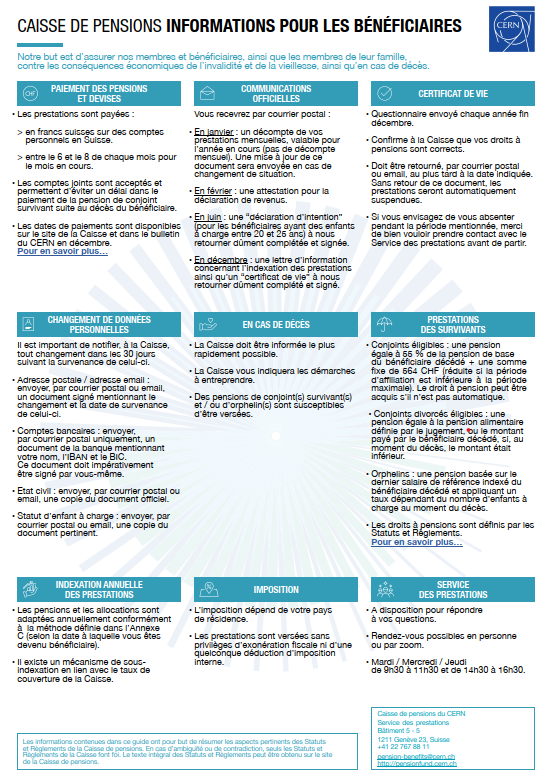 CAISSE DE PENSIONS INFORMATIONS POUR LES BÉNÉFICIAIRES
CERN
Notre but est d'assurer nos membres et bénéficiaires, ainsi que les membres de leur famille,
contre les conséquences économiques de l'invalidité et de la vieillesse, ainsi qu'en cas de décès.
PAIEMENT DES PENSIONS
ET DEVISES
• Les prestations sont payées :
> en francs suisses sur des comptes
personnels en Suisse.
> entre le 6 et le 8 de chaque mois pour
le mois en cours.
• Les comptes joints sont acceptés et
permettent d'éviter un délai dans le
paiement de la pension de conjoint
survivant suite au décès du bénéficiaire.
• Les dates de paiements sont disponibles
sur le site de la Caisse et dans le bulletin
du CERN en décembre.
Pour en savoir plus...
COMMUNICATIONS
OFFICIELLES
Vous recevrez par courrier postal :
• En janvier : un décompte de vos
prestations mensuelles, valable pour
l'année en cours (pas de décompte
mensuel). Une mise à jour de ce
document sera envoyée en cas de
changement de situation.
• En février : une attestation pour la
déclaration de revenus.
• En juin : une "déclaration d'intention"
(pour les bénéficiaires ayant des enfants
à charge entre 20 et 25 ans) à nous
retourner dûment complétée et signée.
• En décembre : une lettre d'information
concernant l'indexation des prestations
ainsi qu'un "certificat de vie" à nous
retourner dûment complété et signé.
CERTIFICAT DE VIE
• Questionnaire envoyé chaque année fin
décembre.
• Confirme à la Caisse que vos droits à
pensions sont corrects.
• Doit être retourné, par courrier postal
ou email, au plus tard à la date indiquée.
Sans retour de ce document, les
prestations seront automatiquement
suspendues.
• Si vous envisagez de vous absenter
pendant la période mentionnée, merci
de bien vouloir prendre contact avec le
Service des prestations avant de partir.
CHANGEMENT DE DONNÉES
PERSONNELLES
Il est important de notifier, à la Caisse,
tout changement dans les 30 jours
suivant la survenance de celui-ci.
• Adresse postale / adresse email :
envoyer, par courrier postal ou email,
un document signé mentionnant le
changement et la date de survenance
de celui-ci.
• Comptes bancaires : envoyer,
par courrier postal uniquement, un
document de la banque mentionnant
votre nom, l'IBAN et le BIC.
Ce document doit impérativement
être signé par vous-même.
• Etat civil : envoyer, par courrier postal ou
email, une copie du document officiel.
• Statut d'enfant à charge : envoyer, par
courrier postal ou email, une copie du
document pertinent.
EN CAS DE DÉCÈS
• La Caisse doit être informée le plus
rapidement possible.
• La Caisse vous indiquera les démarches
à entreprendre.
• Des pensions de conjoint(s) survivant(s)
et / ou d'orphelin(s) sont susceptibles
d'être versées.
PRESTATIONS
DES SURVIVANTS
• Conjoints éligibles : une pension
égale à 55 % de la pension de base
du bénéficiaire décédé + une somme
fixe de 564 CHF (réduite si la période
d'affiliation est inférieure à la période
maximale). Le droit à pension peut être
acquis s'il n'est pas automatique.
• Conjoints divorcés éligibles : une
pension égale à la pension alimentaire
définie par le jugement, ou le montant
payé par le bénéficiaire décédé, si, au
moment du décès, le montant était
inférieur.
• Orphelins : une pension basée sur le
dernier salaire de référence indexé du
bénéficiaire décédé et appliquant un
taux dépendant du nombre d'enfants à
charge au moment du décès.
• Les droits à pensions sont définis par les
Statuts et Règlements.
Pour en savoir plus...
INDEXATION ANNUELLE
DES PRESTATIONS
• Les pensions et les allocations sont
adaptées annuellement conformément
à la méthode définie dans l'Annexe
C (selon la date à laquelle vous êtes
devenu bénéficiaire).
• Il existe un mécanisme de sous-
indexation en lien avec le taux de
couverture de la Caisse.
IMPOSITION
• L'imposition dépend de votre pays
de résidence.
• Les prestations sont versées sans
privilèges d'exonération fiscale ni d'une
quelconque déduction d'imposition
interne.
SERVICE
DES PRESTATIONS
• A disposition pour répondre
à vos questions.
• Rendez-vous possibles en personne
ou par zoom.
• Mardi / Mercredi / Jeudi
de 9h30 à 11h30 et de 14h30 à 16h30.
Les informations contenues dans ce guide ont pour but de résumer les aspects pertinents des Statuts
et Règlements de la Caisse de pensions. En cas d'ambiguïté ou de contradiction, seuls les Statuts et
Règlements de la Caisse font foi. Le texte intégral des Statuts et Règlements peut être obtenu sur le site
de la Caisse de pensions.
Caisse de pensions du CERN
Service des prestations
Bâtiment 5 - 5
1211 Genève 23, Suisse
+41 22 767 88 11
pension-benefits@cern.ch
http://pensionfund.cern.ch